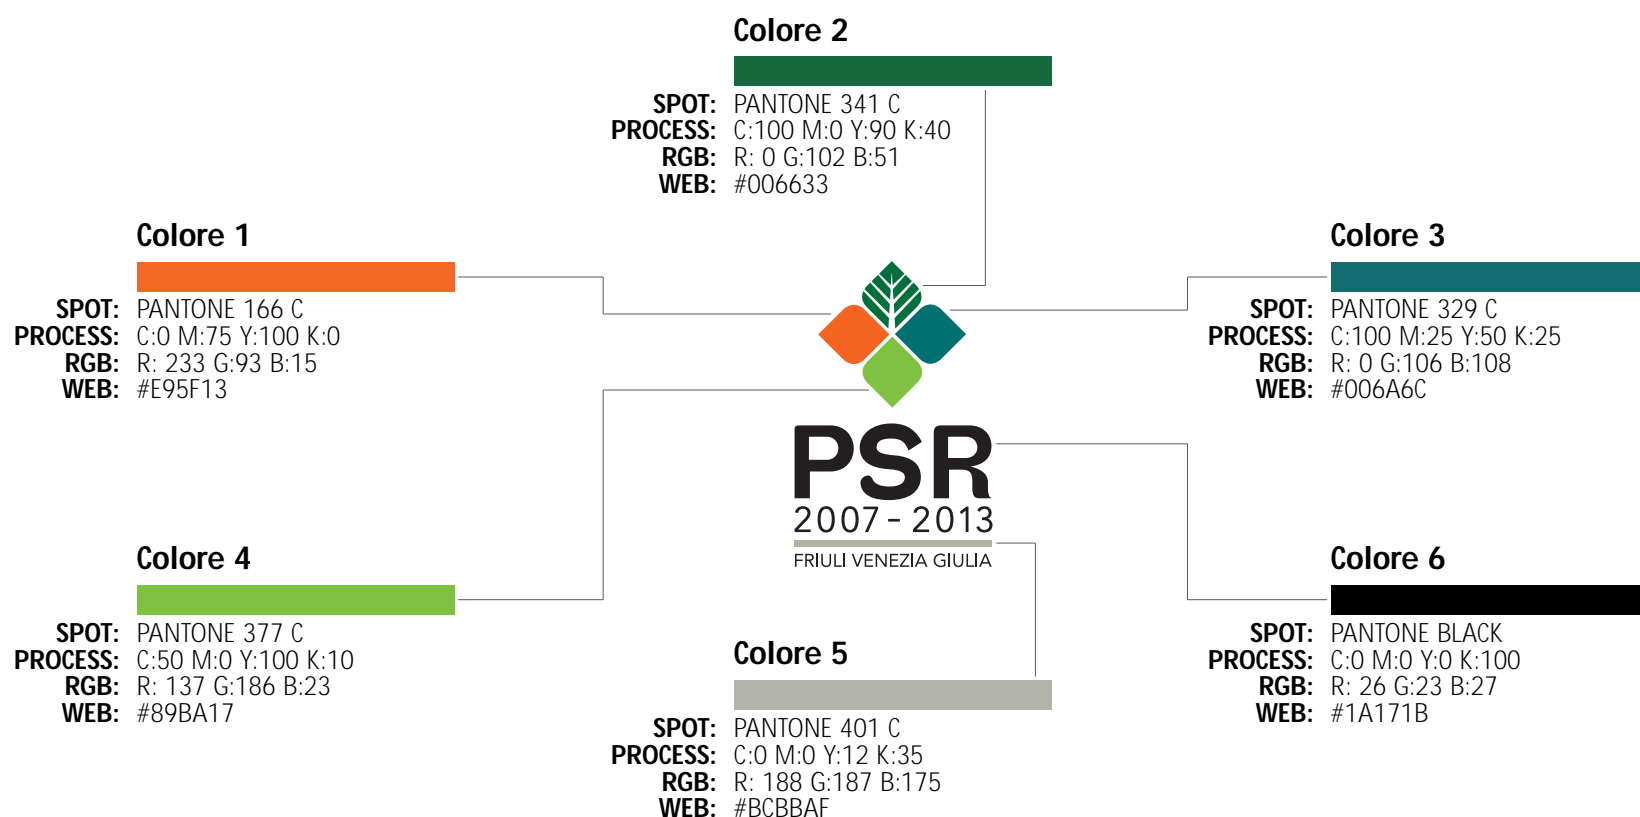 Colore 2
SPOT: PANTONE 341 C
PROCESS: C:100 M:0 Y:90 K:40
RGB: R: 0 G:102 B:51
WEB: #006633
Colore 1
SPOT: PANTONE 166 C
PROCESS: C:0 M:75 Y:100 K:0
RGB: R: 233 G:93 B:15
WEB: #E95F13
Colore 3
SPOT: PANTONE 329 C
PROCESS: C:100 M:25 Y:50 K:25
RGB: R: 0 G:106 B:108
WEB: #006A6C
PSR
2007 - 2013
FRIULI VENEZIA GIULIA
Colore 4
SPOT: PANTONE 377 C
PROCESS: C:50 M:0 Y:100 K:10
RGB: R: 137 G:186 B:23
WEB: #89BA17
Colore 5
SPOT: PANTONE 401 C
PROCESS: C:0 M:0 Y:12 K:35
RGB: R: 188 G:187 B:175
WEB: #BCBBAF
Colore 6
SPOT: PANTONE BLACK
PROCESS: C:0 M:0 Y:0 K:100
RGB: R: 26 G:23 B:27
WEB: #1A171B